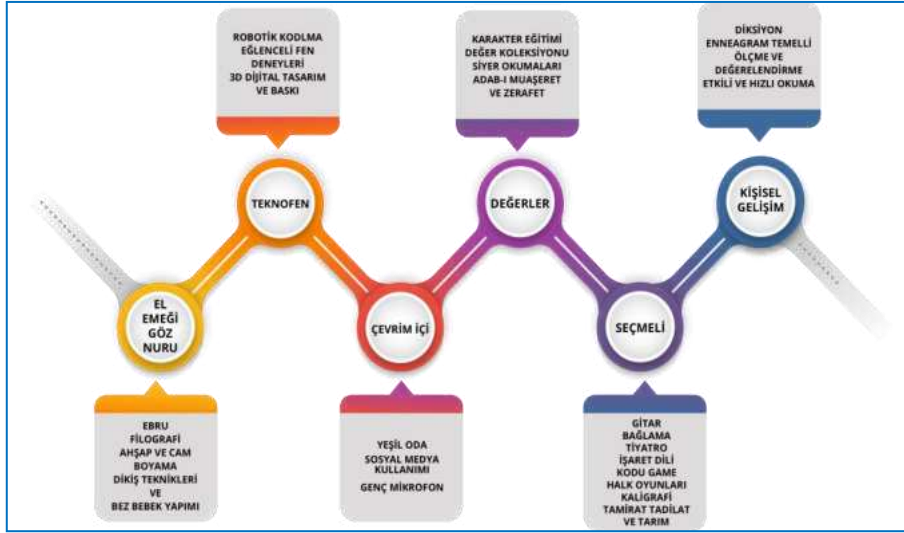 ROBOTİK KODLMA
EĞLENCELİ FEN
DENEYLERİ
3D DİJİTAL TASARIM
VE BASKI
KARAKTER EĞİTİMİ
DEĞER KOLEKSİYONU
SİYER OKUMALARI
ADAB-I MUAŞERET
VE ZERAFET
DİKSİYON
ENNEAGRAM TEMELLİ
ÖLÇME VE
DEĞERLENDİRME
ETKİLİ VE HIZLI OKUMA
TEKNOFEN
DEĞERLER
KİŞİSEL
GELİŞİM
EL
EMEĞİ
GÖZ
NURU
ÇEVRİM İÇİ
SEÇMELİ
EBRU
FİLOGRAFİ
AHŞAP VE CAM
BOYAMA
DİKİŞ TEKNİKLERİ
VE
BEZ BEBEK YAPIMI
YEŞİL ODA
SOSYAL MEDYA
KULLANIMI
GENÇ MİKROFON
GİTAR
BAĞLAMA
TİYATRO
İŞARET DİLİ
KODU GAME
HALK OYUNLARI
KALİGRAFİ
TAMİRAT TADİLAT
VE TARIM